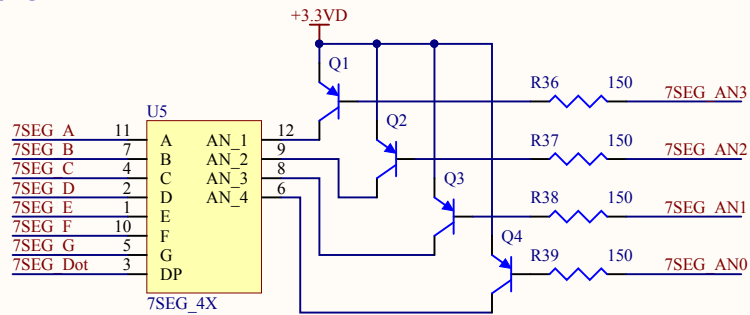 +3.3VD
Q1
R36 150 7SEG_AN3
U5
7SEG_A 11 A AN_1 12
Q2
R37 150 7SEG_AN2
7SEG_B 7 B AN_2 9
7SEG_C 4 C AN_3 8
Q3
7SEG_D 2 D AN_4 6
R38 150 7SEG_AN1
7SEG_E 1 E
7SEG_F 10 F
Q4
7SEG_G 5 G
R39 150 7SEG_AN0
7SEG_Dot 3 DP
7SEG_4X